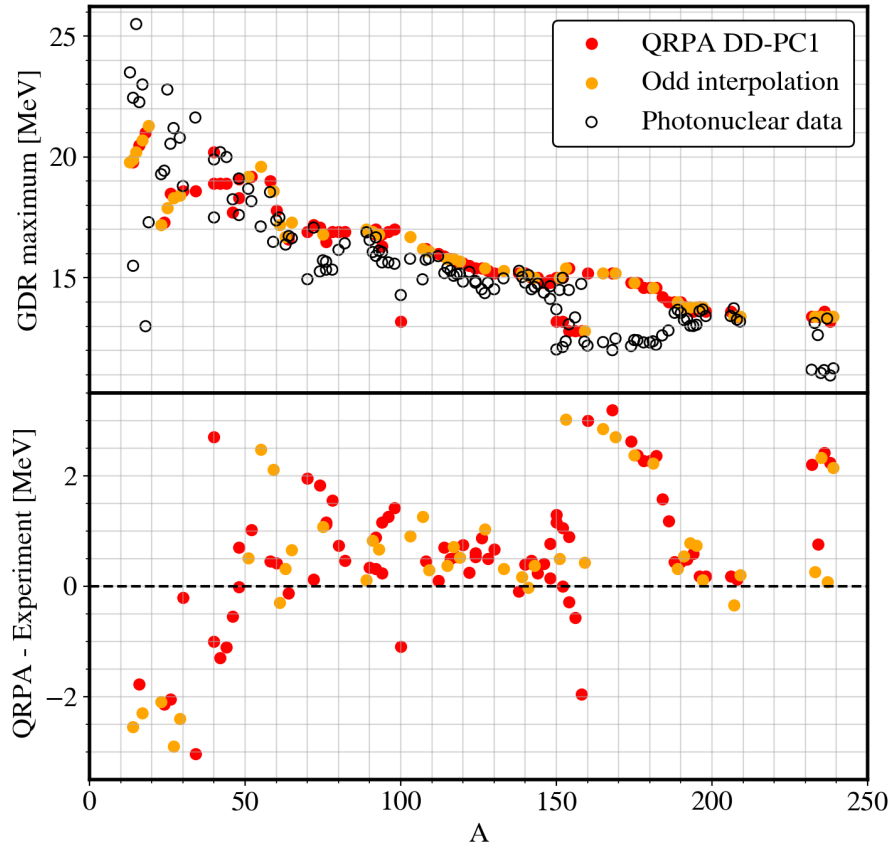 GDR maximum [MeV]
25
20
15
QRPA DD-PC1
Odd interpolation
Photonuclear data
QRPA - Experiment [MeV]
2
0
−2
0
50
100
150
200
250
A